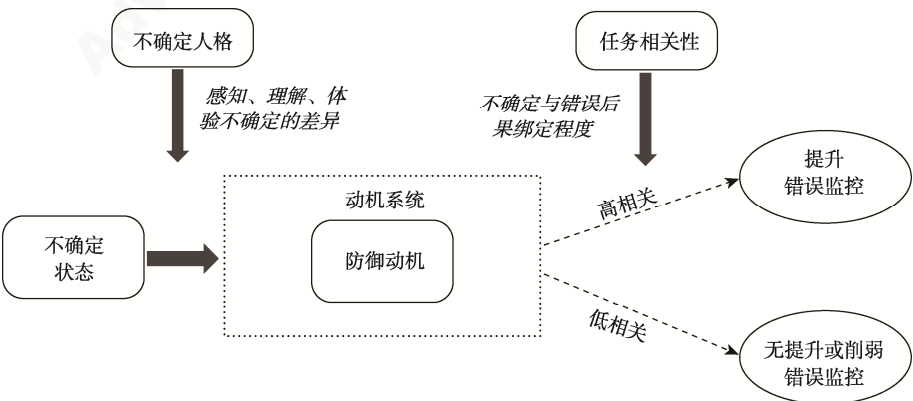 不确定人格
任务相关性
感知、理解、体
验不确定的差异
不确定与错误后
果绑定程度
提升
错误监控
动机系统
高相关
不确定
状态
防御动机
低相关
无提升或削弱
错误监控